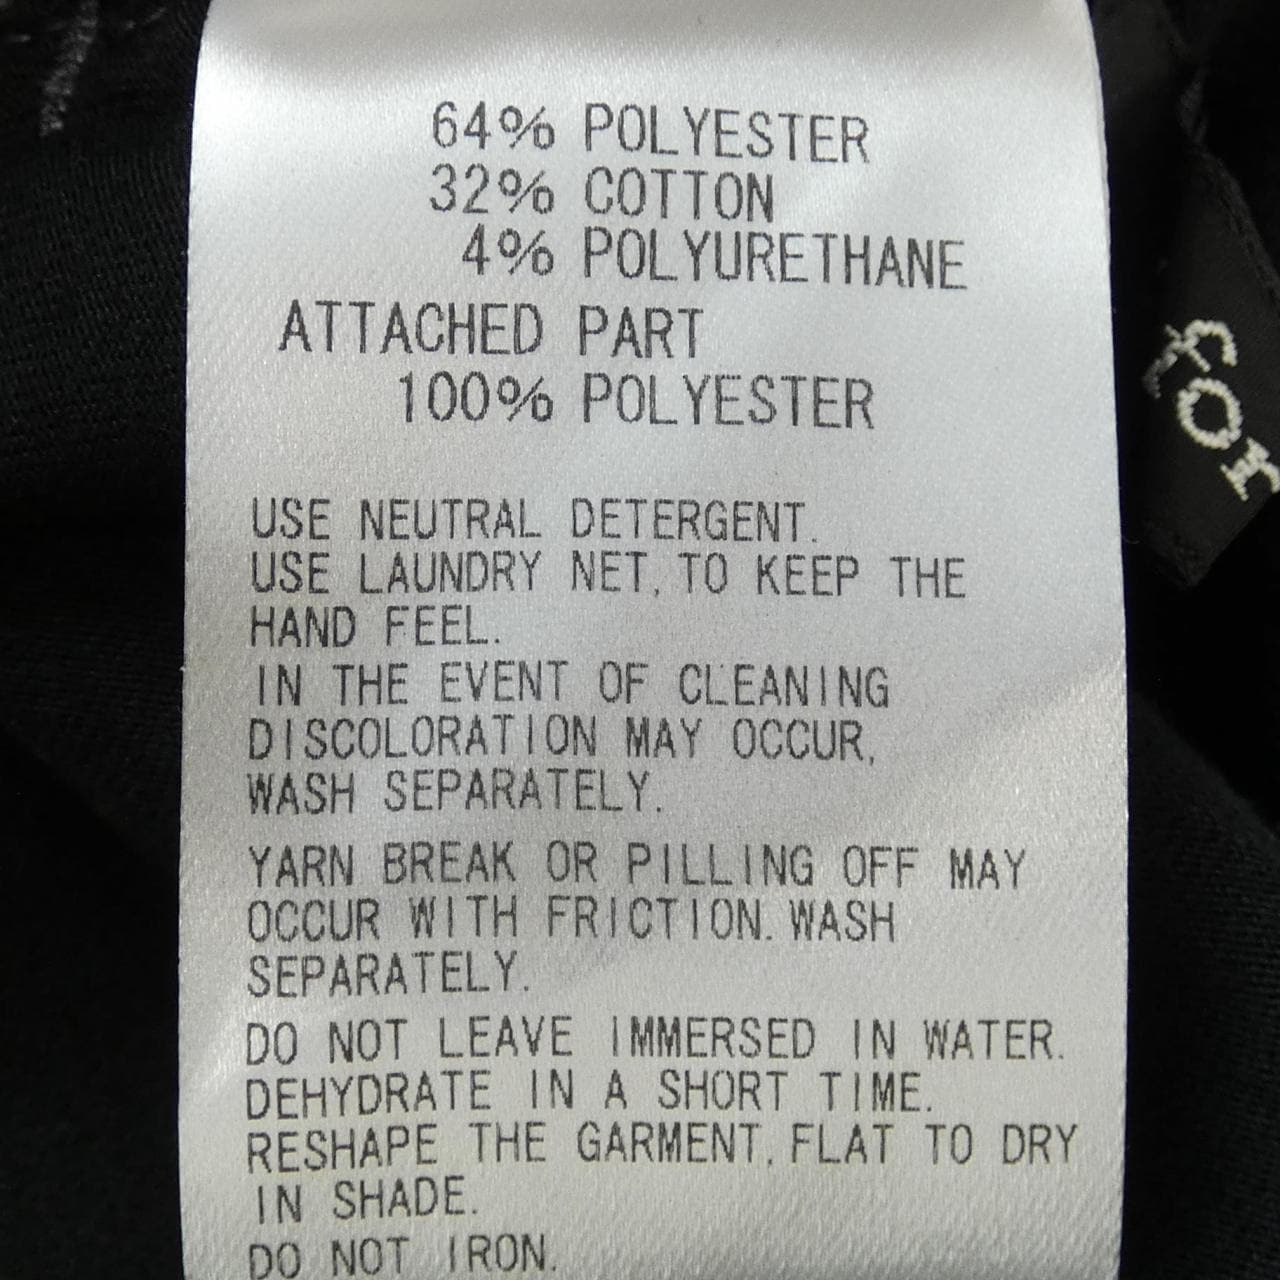 64% POLYESTER
32% COTTON
4% POLYURETHANE
ATTACHED PART
100% POLYESTER
USE NEUTRAL DETERGENT.
USE LAUNDRY NET, TO KEEP THE
HAND FEEL.
IN THE EVENT OF CLEANING
DISCOLORATION MAY OCCUR,
WASH SEPARATELY.
YARN BREAK OR PILLING OFF MAY
OCCUR WITH FRICTION. WASH
SEPARATELY.
DO NOT LEAVE IMMERSED IN WATER.
DEHYDRATE IN A SHORT TIME.
RESHAPE THE GARMENT, FLAT TO DRY
IN SHADE.
DO NOT IRON.